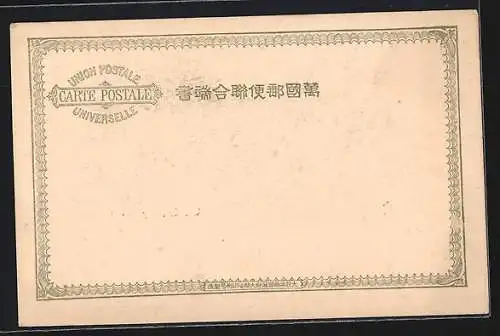 UNION POSTALE
CARTE POSTALE
UNIVERSELLE
萬國郵便聯合端書